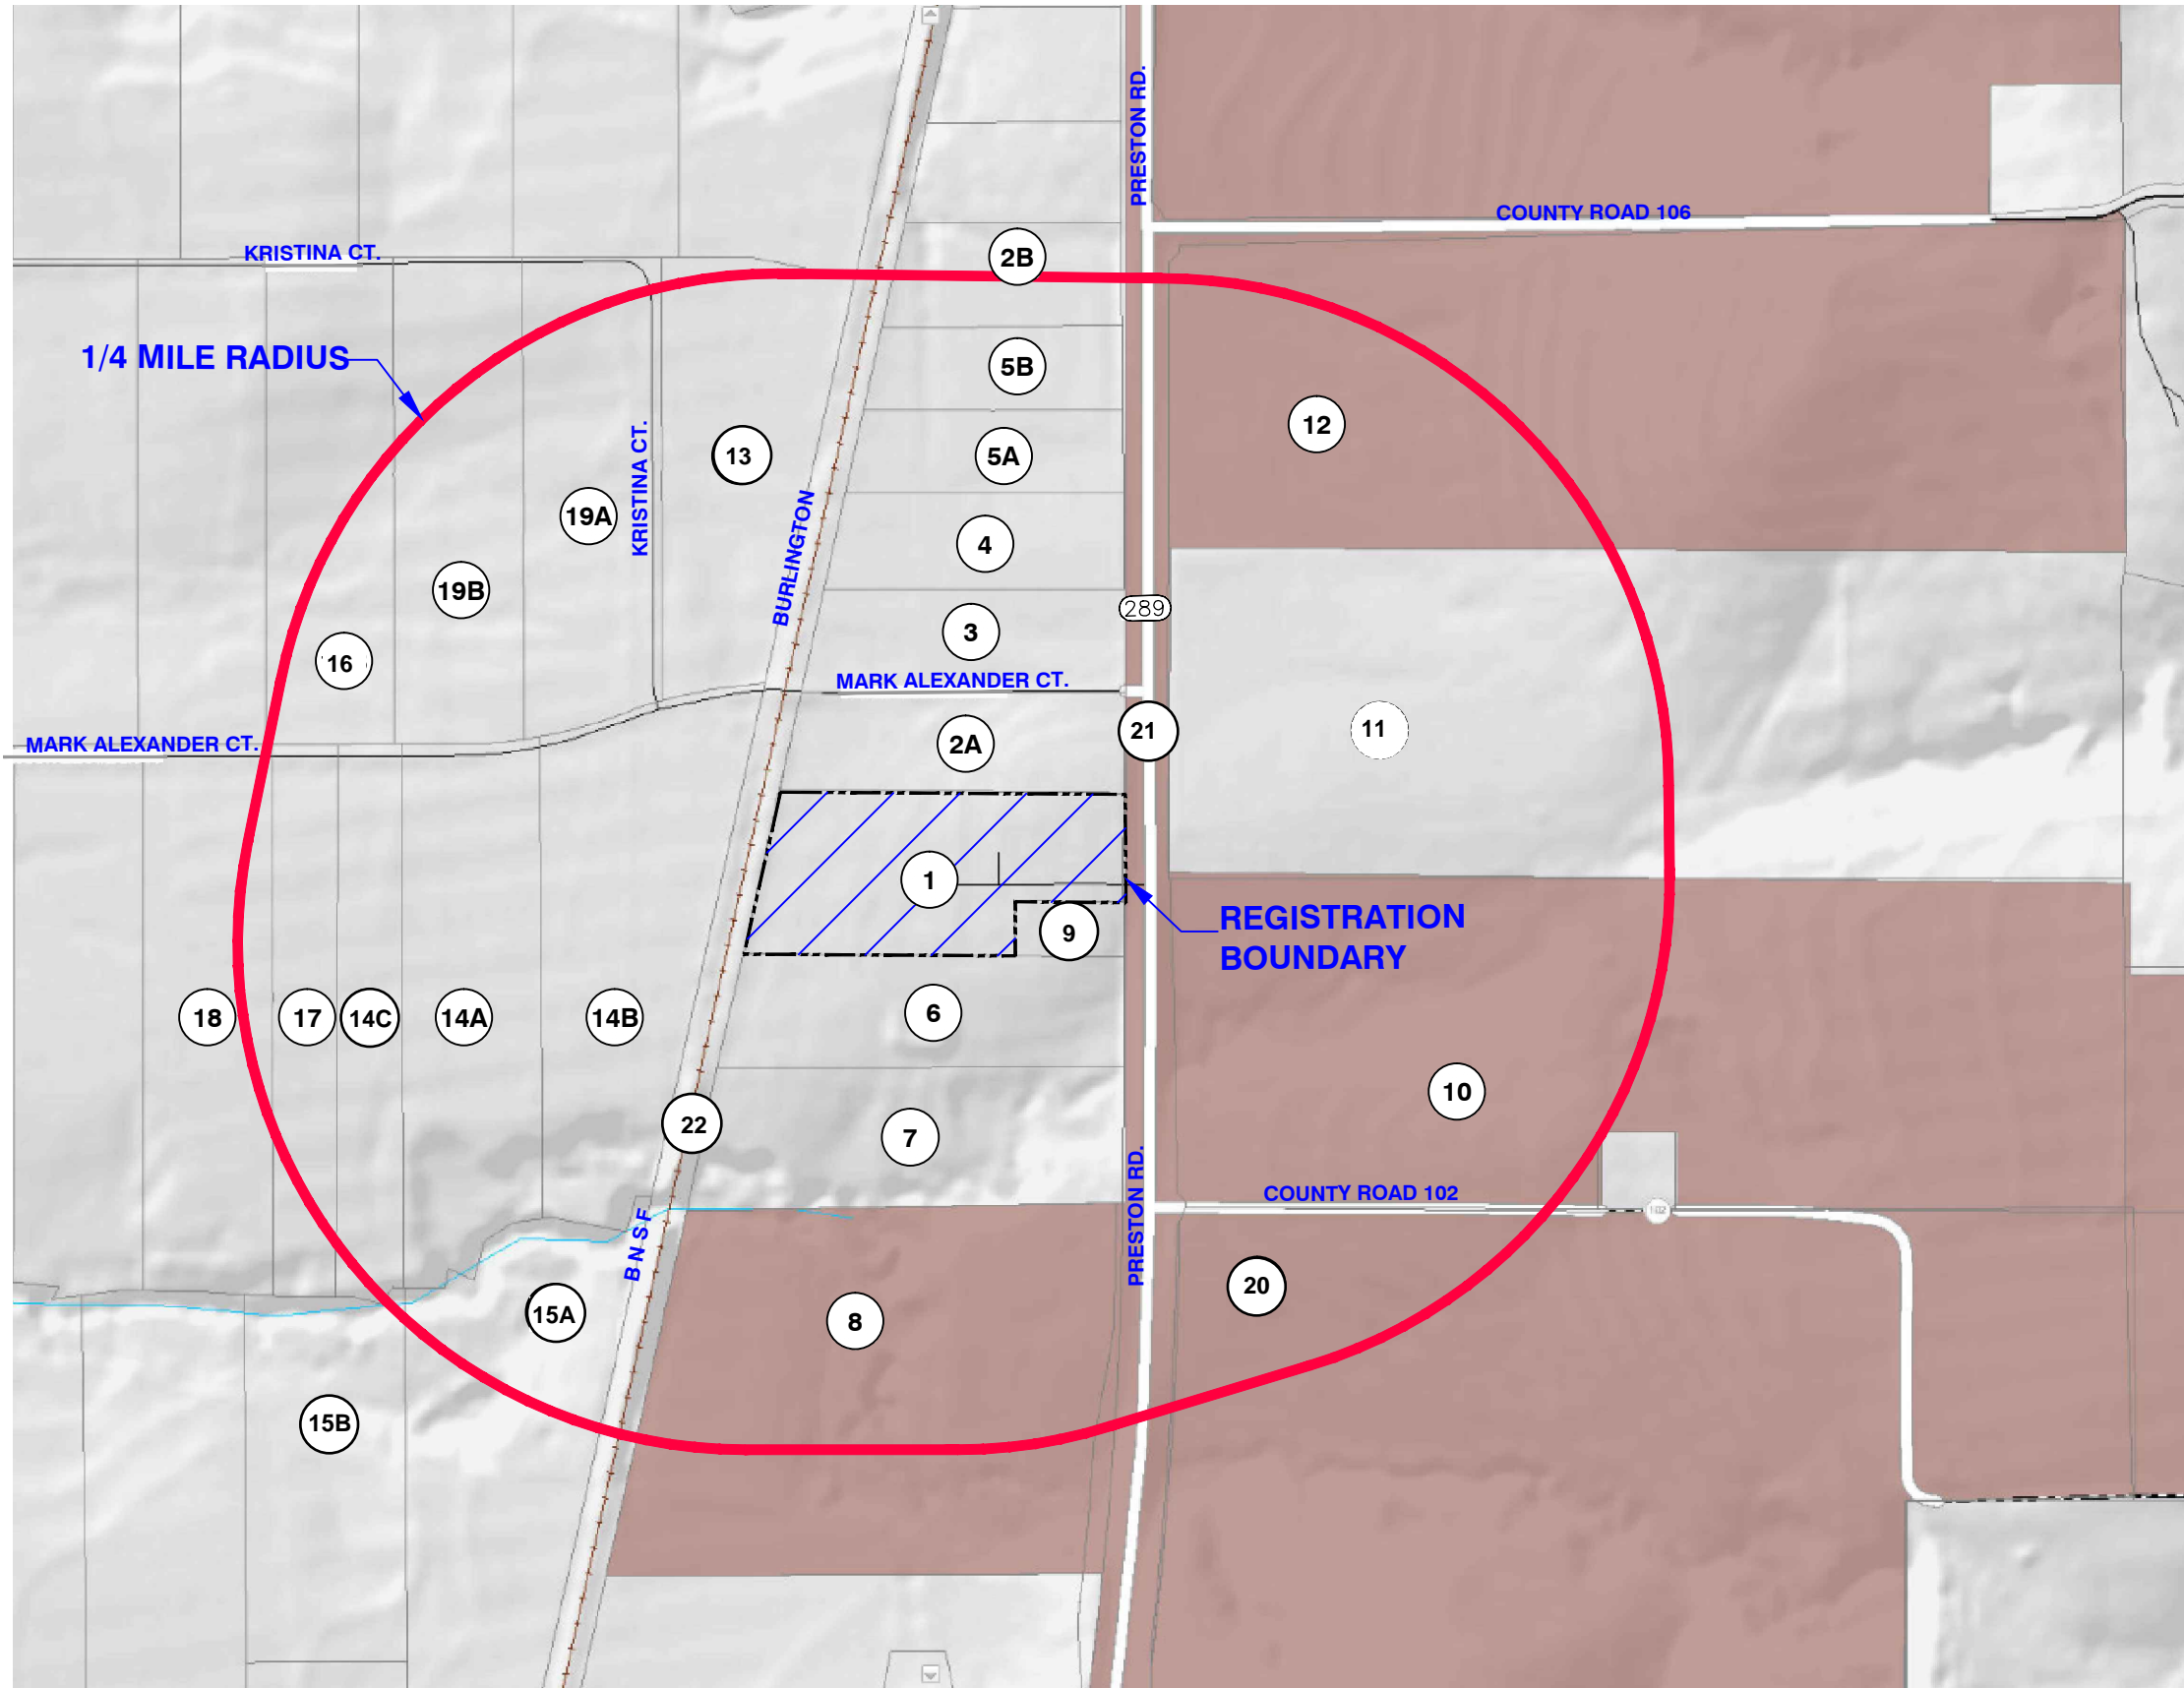 PRESTON RD.
COUNTY ROAD 106
KRISTINA CT.
2B
1/4 MILE RADIUS
5B
12
13
5A
KRISTINA CT.
19A
BURLINGTON
4
19B
289
3
16
MARK ALEXANDER CT.
21
11
MARK ALEXANDER CT.
2A
1
9
REGISTRATION
BOUNDARY
18
17
14C
14A
14B
6
10
22
7
COUNTY ROAD 102
102
PRESTON RD.
B N S F
20
15A
8
15B